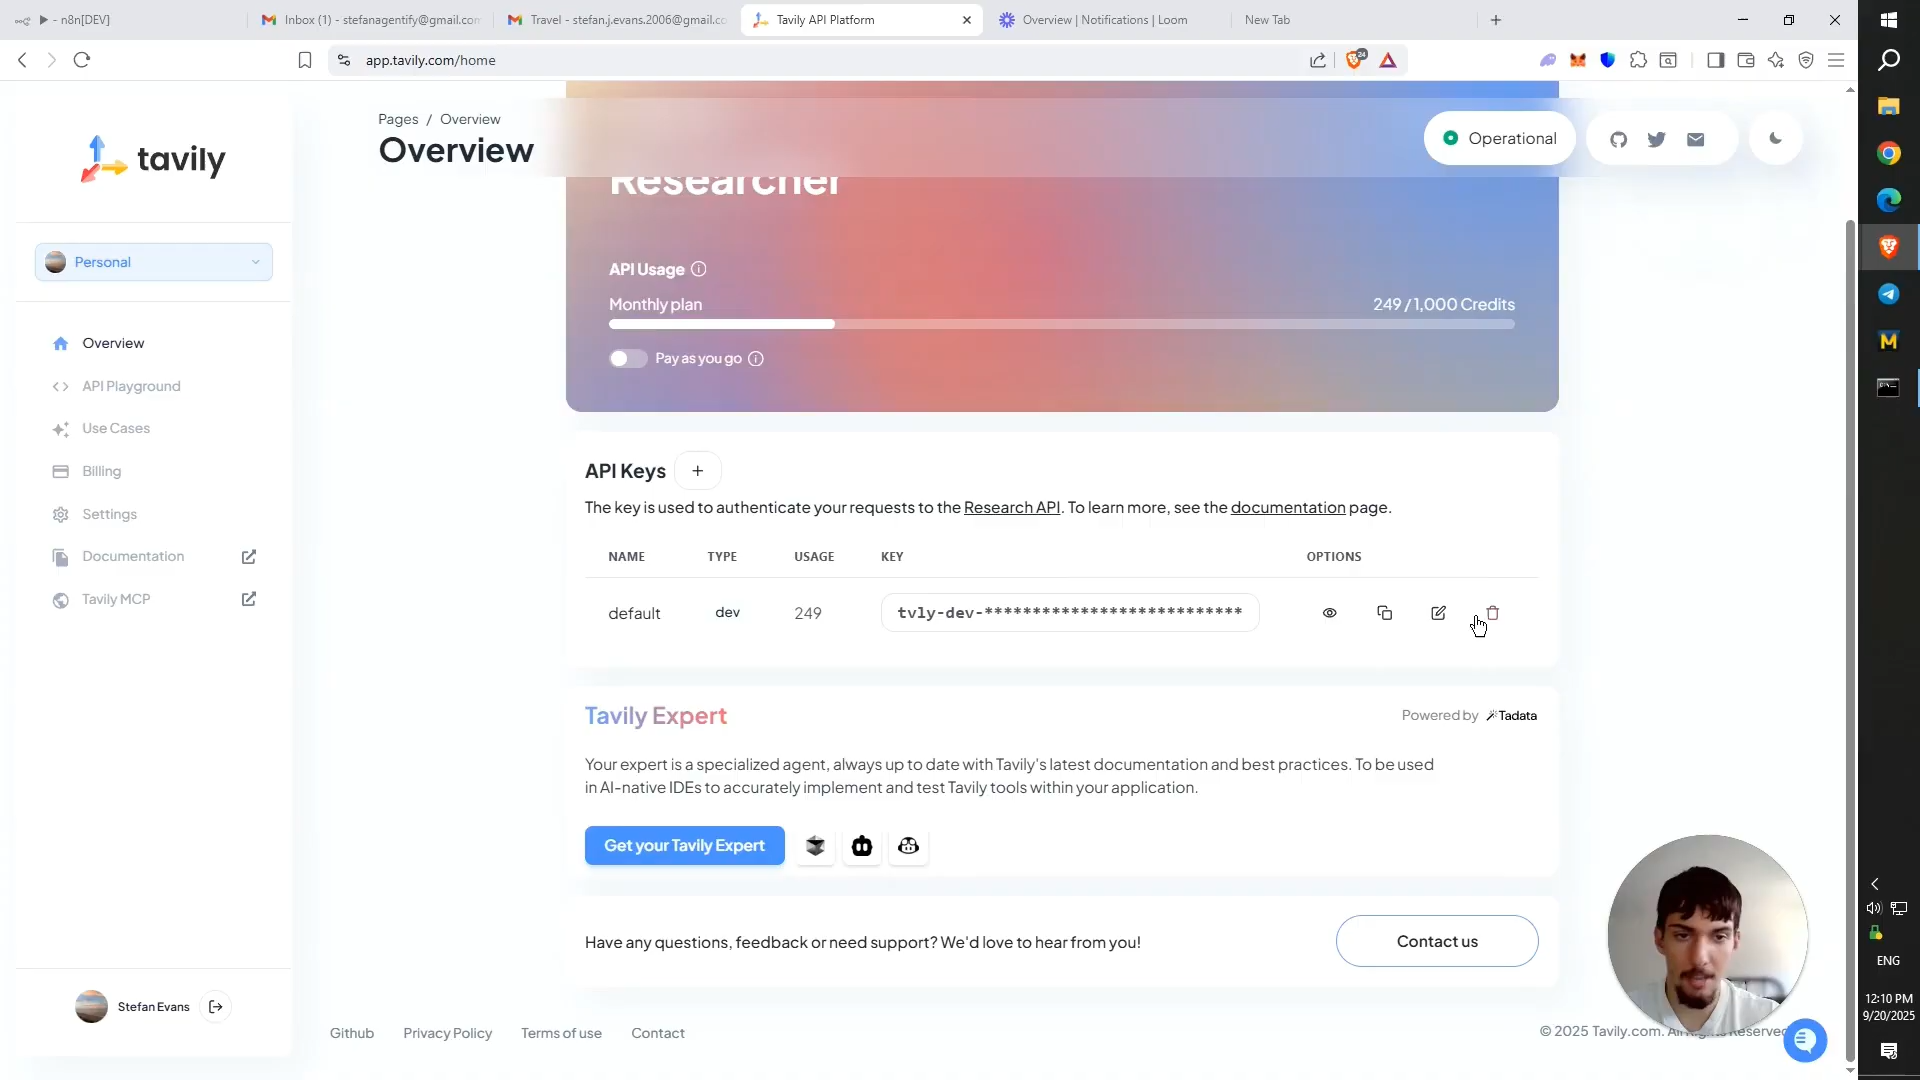 ▶ - n8n[DEV]
Inbox (1) - stefanagentify@gmail.con
Travel - stefan.j.evans.2006@gmail.co
Tavily API Platform
Overview | Notifications | Loom
New Tab
app.tavily.com/home
24
tavily
Personal
Overview
API Playground
Use Cases
Billing
Settings
Documentation
Tavily MCP
Stefan Evans
Pages / Overview
Overview
Operational
Researcher
API Usage
Monthly plan
249 / 1,000 Credits
Pay as you go
API Keys +
The key is used to authenticate your requests to the Research API. To learn more, see the documentation page.
NAME TYPE USAGE KEY OPTIONS
default dev 249 tvly-dev-***************************
Tavily Expert
Powered by Tadata
Your expert is a specialized agent, always up to date with Tavily's latest documentation and best practices. To be used
in AI-native IDEs to accurately implement and test Tavily tools within your application.
Get your Tavily Expert
Have any questions, feedback or need support? We'd love to hear from you!
Contact us
Github Privacy Policy Terms of use Contact
© 2025 Tavily.com. All Rights Reserved
M
ENG
12:10 PM
9/20/2025